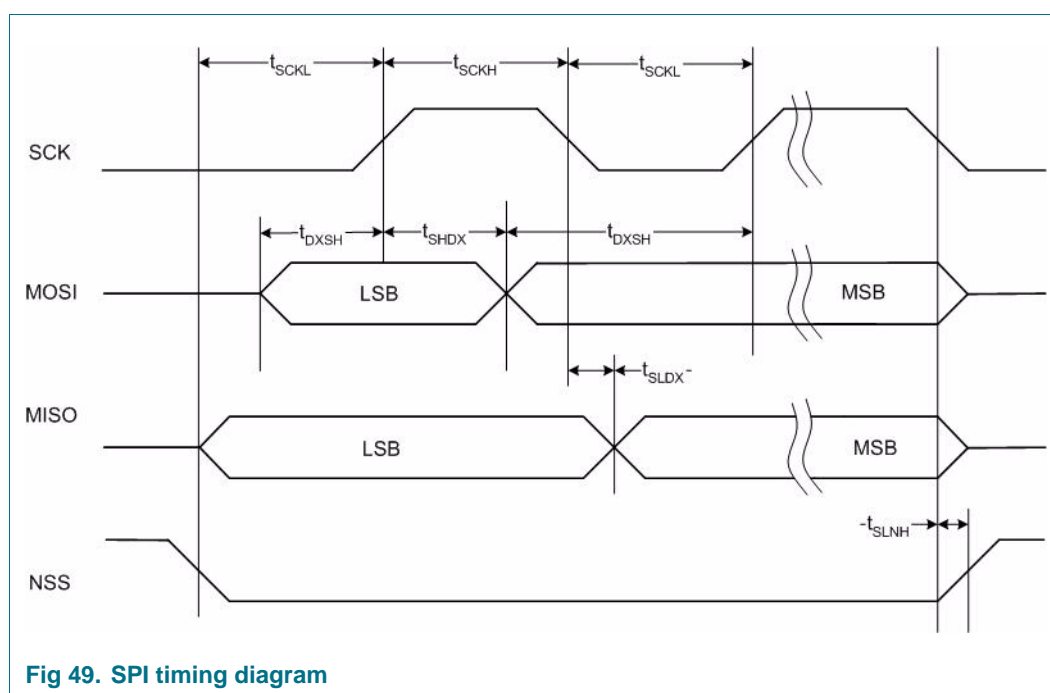 tSCKL tSCKH tSCKL
SCK
tDXSH tSHDX tDXSH
MOSI LSB MSB
tSLDX-
MISO
LSB MSB
-tSLNH
NSS
Fig 49. SPI timing diagram